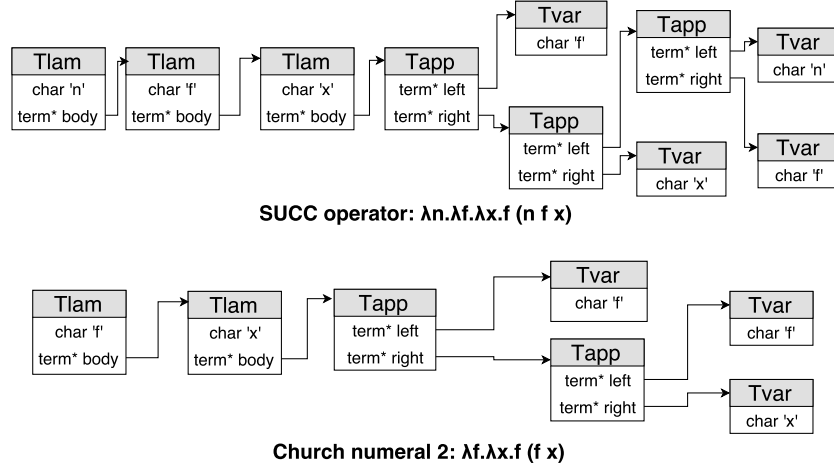 Tlam
char 'n'
term* body
Tlam
char 'f'
term* body
Tlam
char 'x'
term* body
Tapp
term* left
term* right
Tvar
char 'f'
Tapp
term* left
term* right
Tapp
term* left
term* right
Tvar
char 'x'
Tvar
char 'n'
Tvar
char 'f'
SUCC operator: λn.λf.λx.f (n f x)
Tlam
char 'f'
term* body
Tlam
char 'x'
term* body
Tapp
term* left
term* right
Tvar
char 'f'
Tapp
term* left
term* right
Tvar
char 'f'
Tvar
char 'x'
Church numeral 2: λf.λx.f (f x)